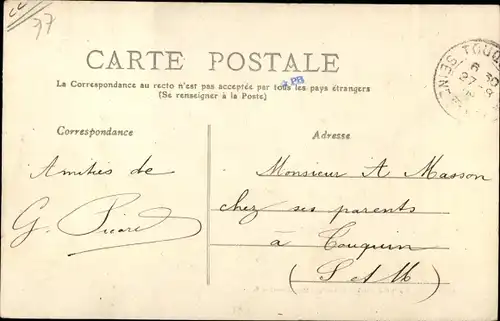 77
CARTE POSTALE
La Correspondance au recto n'est pas acceptée par tous les pays étrangers
(Se renseigner à la Poste)
PB
Correspondance
Adresse
Amitiés de
G. Picard
Monsieur A Masson
chez ses parents
à Touquin
(S et M)